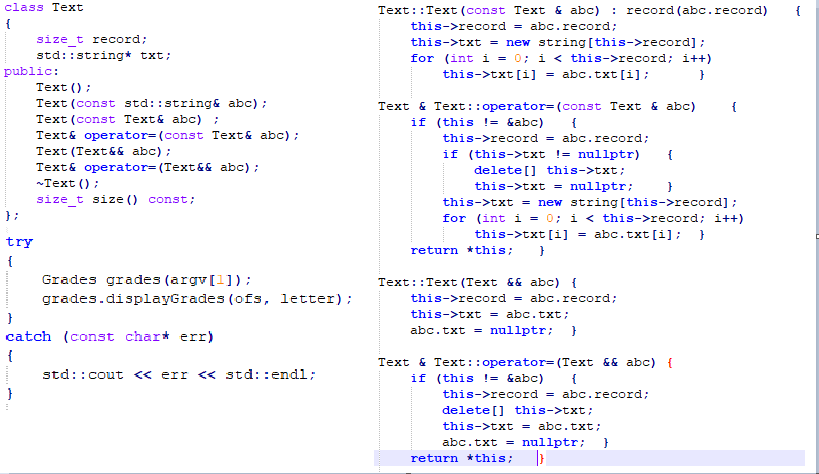 class Text
{
size_t record;
std::string* txt;
public:
Text();
Text(const std::string& abc);
Text(const Text& abc) ;
Text& operator=(const Text& abc);
Text(Text&& abc);
Text& operator=(Text&& abc);
~Text();
size_t size() const;
};
try
{
Grades grades(argv[1]);
grades.displayGrades(ofs, letter);
}
catch (const char* err)
{
std::cout << err << std::endl;
}
Text::Text(const Text & abc) : record(abc.record) {
this->record = abc.record;
this->txt = new string[this->record];
for (int i = 0; i < this->record; i++)
this->txt[i] = abc.txt[i]; }
Text & Text::operator=(const Text & abc) {
if (this != &abc) {
this->record = abc.record;
if (this->txt != nullptr) {
delete[] this->txt;
this->txt = nullptr; }
this->txt = new string[this->record];
for (int i = 0; i < this->record; i++)
this->txt[i] = abc.txt[i]; }
return *this; }
Text::Text(Text && abc) {
this->record = abc.record;
this->txt = abc.txt;
abc.txt = nullptr; }
Text & Text::operator=(Text && abc) {
if (this != &abc) {
this->record = abc.record;
delete[] this->txt;
this->txt = abc.txt;
abc.txt = nullptr; }
return *this; }